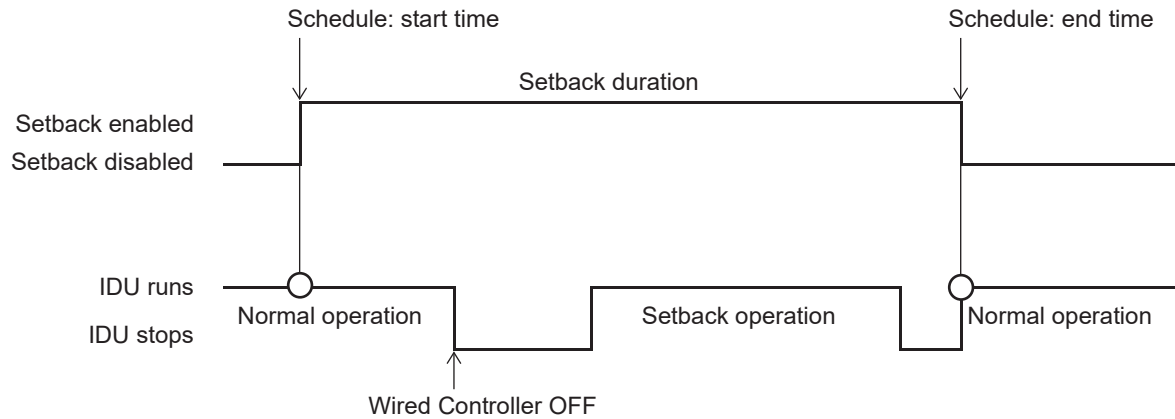 Schedule: start time
Schedule: end time
Setback duration
Setback enabled
Setback disabled
IDU runs
Normal operation
Setback operation
Normal operation
IDU stops
Wired Controller OFF